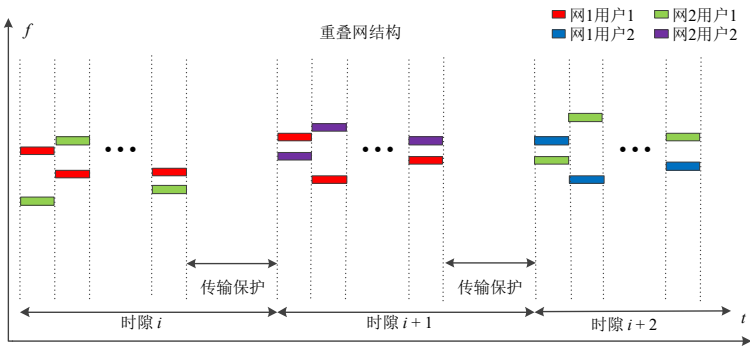 f
重叠网结构
网1用户1
网2用户1
网1用户2
网2用户2
传输保护
传输保护
时隙 i
时隙 i + 1
时隙 i + 2
t